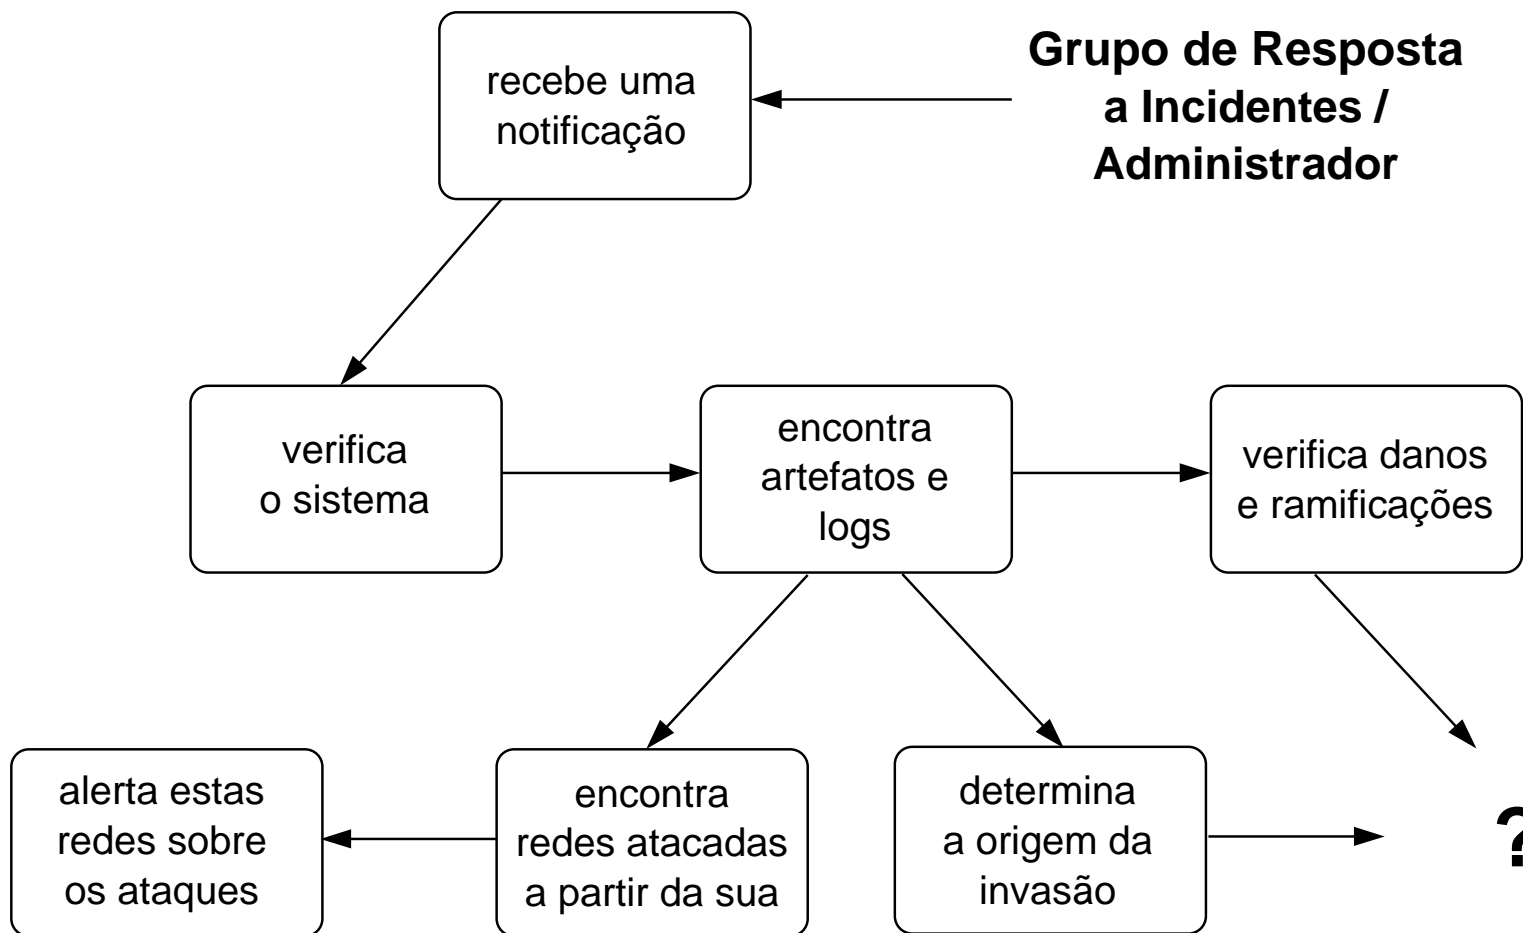 recebe uma
notificação
Grupo de Resposta
a Incidentes /
Administrador
verifica
o sistema
encontra
artefatos e
logs
verifica danos
e ramificações
alerta estas
redes sobre
os ataques
encontra
redes atacadas
a partir da sua
determina
a origem da
invasão
?